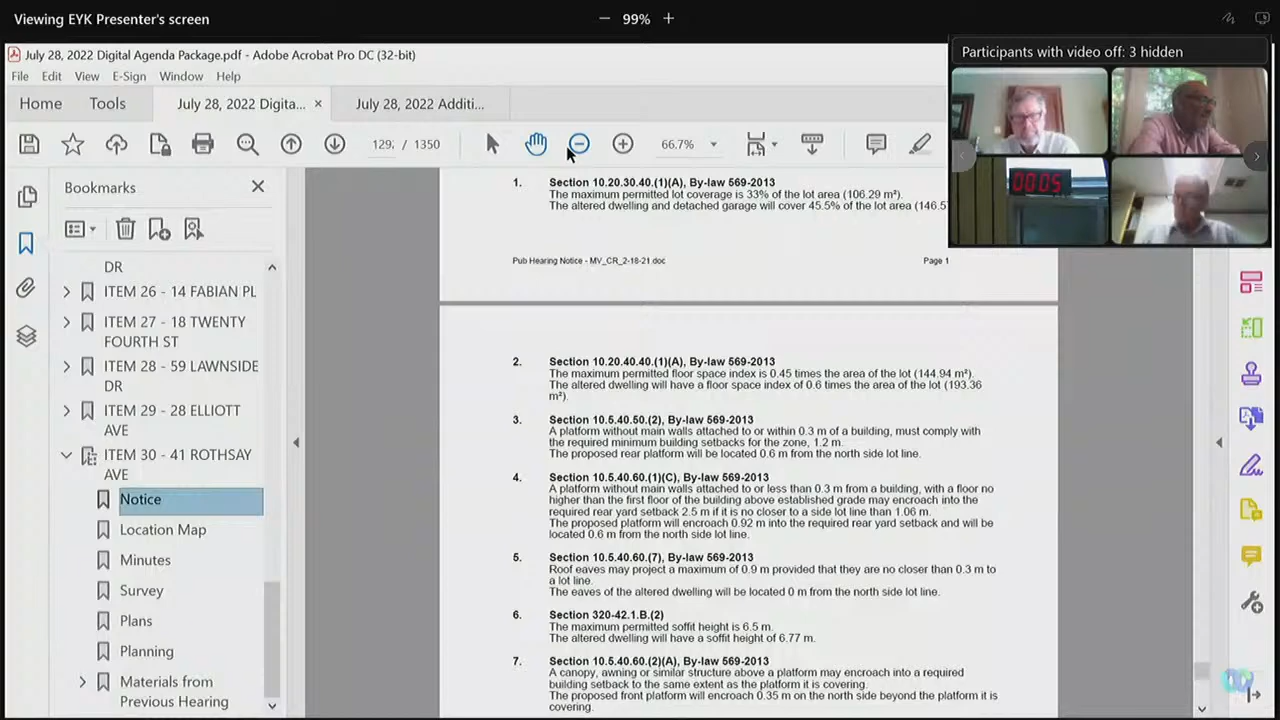 Viewing EYK Presenter's screen
99%
Participants with video off: 3 hidden
July 28, 2022 Digital Agenda Package.pdf - Adobe Acrobat Pro DC (32-bit)
File Edit View E-Sign Window Help
Home Tools July 28, 2022 Digita... July 28, 2022 Additi...
/ 1350 66.7%
0005
Bookmarks
DR
ITEM 26 - 14 FABIAN PL
ITEM 27 - 18 TWENTY
FOURTH ST
ITEM 28 - 59 LAWNSIDE
DR
ITEM 29 - 28 ELLIOTT
AVE
ITEM 30 - 41 ROTHSAY
AVE
Notice
Location Map
Minutes
Survey
Plans
Planning
Materials from
Previous Hearing
1. Section 10.20.30.40.(1)(A), By-law 569-2013
The maximum permitted lot coverage is 33% of the lot area (106.29 m²).
The altered dwelling and detached garage will cover 45.5% of the lot area (146.5
Pub Hearing Notice - MV_CR_2-18-21.doc Page 1
2. Section 10.20.40.40.(1)(A), By-law 569-2013
The maximum permitted floor space index is 0.45 times the area of the lot (144.94 m²).
The altered dwelling will have a floor space index of 0.6 times the area of the lot (193.36
m²).
3. Section 10.5.40.50.(2), By-law 569-2013
A platform without main walls attached to or within 0.3 m of a building, must comply with
the required minimum building setbacks for the zone, 1.2 m.
The proposed rear platform will be located 0.6 m from the north side lot line.
4. Section 10.5.40.60.(1)(C), By-law 569-2013
A platform without main walls attached to or less than 0.3 m from a building, with a floor no
higher than the first floor of the building above established grade may encroach into the
required rear yard setback 2.5 m if it is no closer to a side lot line than 1.06 m.
The proposed platform will encroach 0.92 m into the required rear yard setback and will be
located 0.6 m from the north side lot line.
5. Section 10.5.40.60.(7), By-law 569-2013
Roof eaves may project a maximum of 0.9 m provided that they are no closer than 0.3 m to
a lot line.
The eaves of the altered dwelling will be located 0 m from the north side lot line.
6. Section 320-42.1.B.(2)
The maximum permitted soffit height is 6.5 m.
The altered dwelling will have a soffit height of 6.77 m.
7. Section 10.5.40.60.(2)(A), By-law 569-2013
A canopy, awning or similar structure above a platform may encroach into a required
building setback to the same extent as the platform it is covering.
The proposed front platform will encroach 0.35 m on the north side beyond the platform it is
covering.